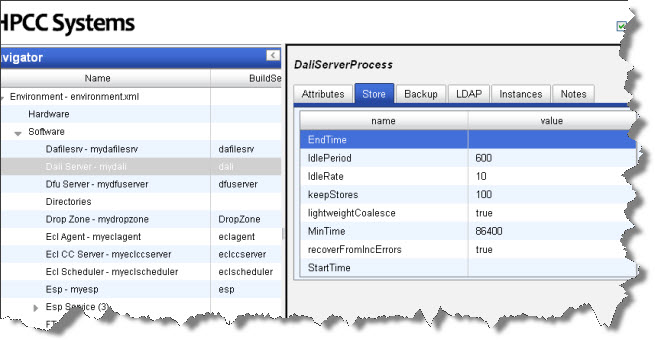 HPCC Systems
avigator
Name BuildSe
Environment - environment.xml
Hardware
Software
Dafilesrv - mydafilesrv dafilesrv
Dali Server - mydali dali
Dfu Server - mydfuserver dfuserver
Directories
Drop Zone - mydropzone DropZone
Ecl Agent - myeclagent eclagent
Ecl CC Server - myeclccserver eclccserver
Ecl Scheduler - myeclscheduler eclscheduler
Esp - myesp esp
Esp Service (3)
DaliServerProcess
Attributes Store Backup LDAP Instances Notes
name value
EndTime
IdlePeriod 600
IdleRate 10
keepStores 100
lightweightCoalesce true
MinTime 86400
recoverFromIncErrors true
StartTime